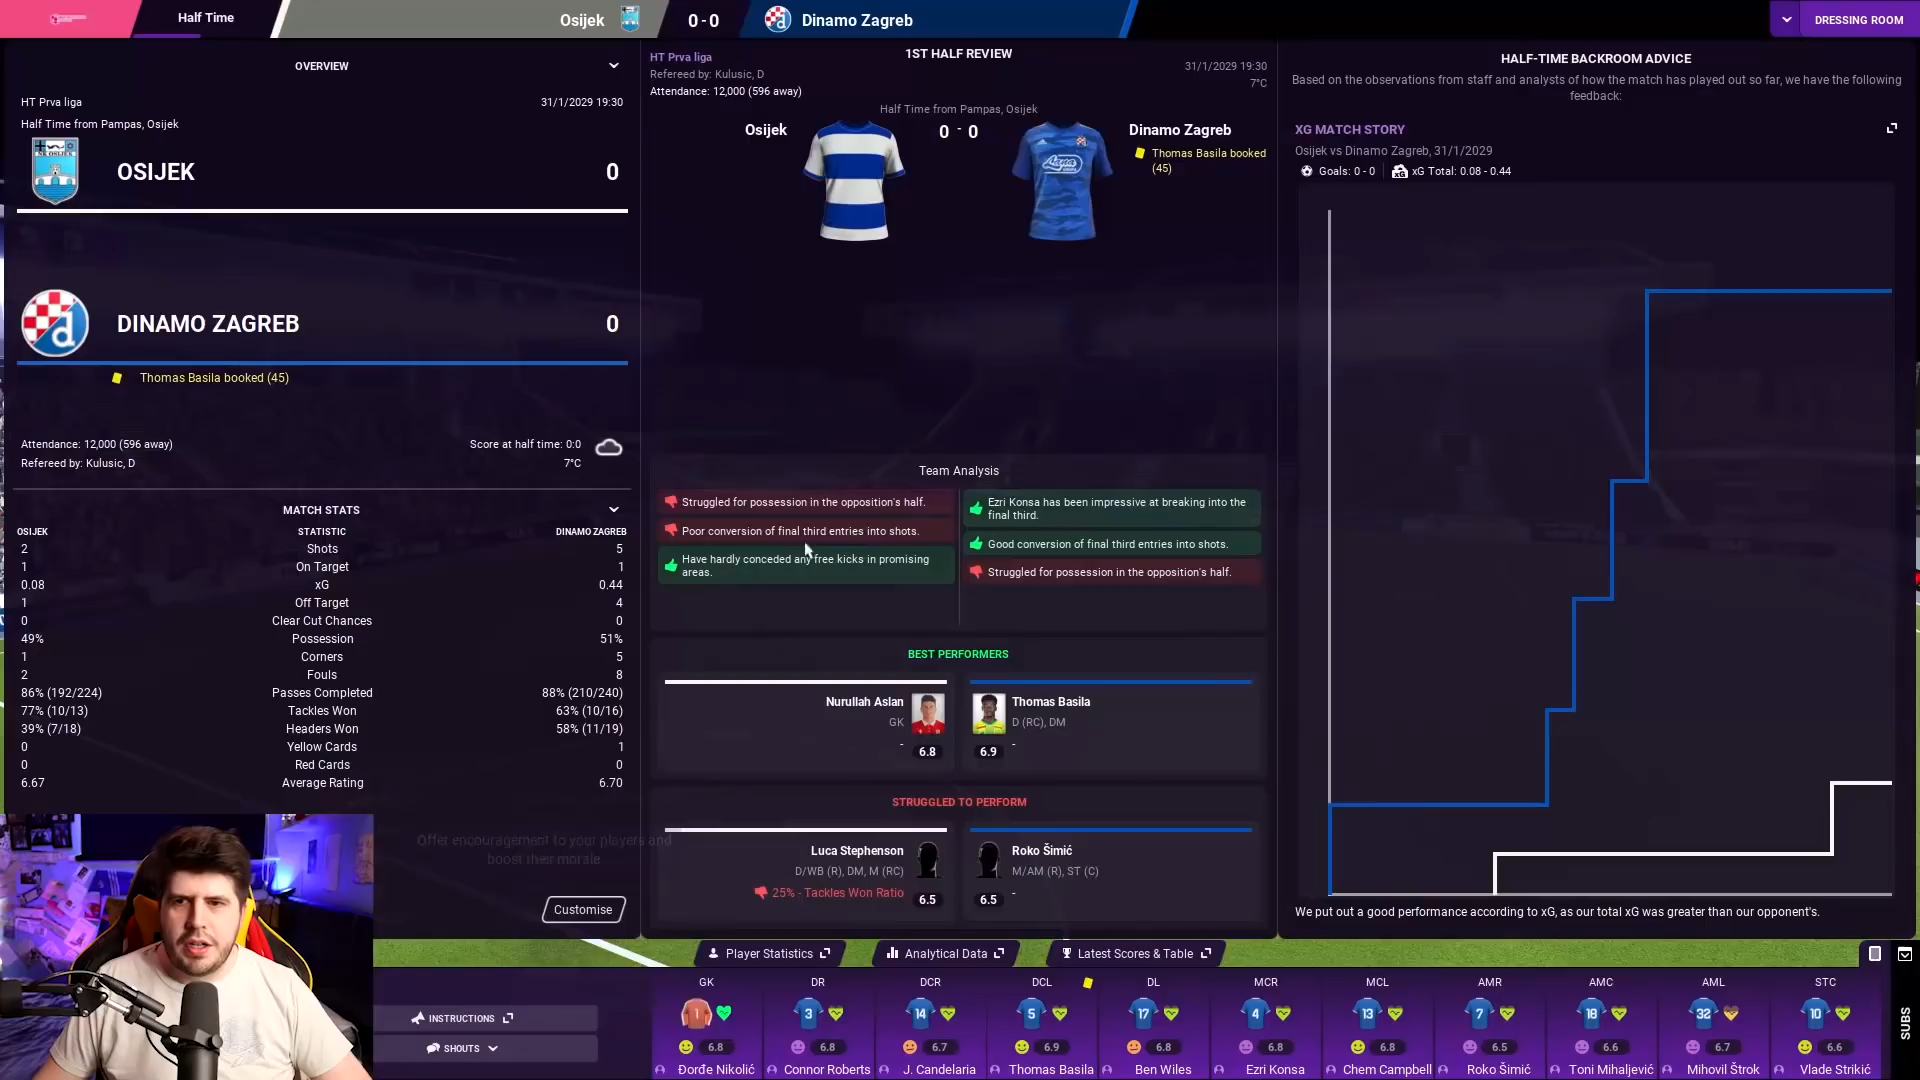 Half Time
Osijek
0 - 0
Dinamo Zagreb
DRESSING ROOM
OVERVIEW
HT Prva liga
31/1/2029 19:30
Half Time from Pampas, Osijek
OSIJEK
0
DINAMO ZAGREB
0
Thomas Basila booked (45)
Attendance: 12,000 (596 away)
Score at half time: 0:0
Refereed by: Kulusic, D
7°C
MATCH STATS
OSIJEK STATISTIC DINAMO ZAGREB
2 Shots 5
1 On Target 1
0.08 xG 0.44
1 Off Target 4
0 Clear Cut Chances 0
49% Possession 51%
1 Corners 5
2 Fouls 8
86% (192/224) Passes Completed 88% (210/240)
77% (10/13) Tackles Won 63% (10/16)
39% (7/18) Headers Won 58% (11/19)
0 Yellow Cards 1
0 Red Cards 0
6.67 Average Rating 6.70
Offer encouragement to your players and
boost their morale
Customise
INSTRUCTIONS
SHOUTS
HT Prva liga
1ST HALF REVIEW
Refereed by: Kulusic, D
31/1/2029 19:30
Attendance: 12,000 (596 away)
7°C
Half Time from Pampas, Osijek
Osijek
0 - 0
Dinamo Zagreb
Thomas Basila booked
(45)
Team Analysis
Struggled for possession in the opposition's half.
Poor conversion of final third entries into shots.
Have hardly conceded any free kicks in promising
areas.
Ezri Konsa has been impressive at breaking into the
final third.
Good conversion of final third entries into shots.
Struggled for possession in the opposition's half.
BEST PERFORMERS
Nurullah Aslan
GK
-
6.8
Thomas Basila
D (RC), DM
-
6.9
STRUGGLED TO PERFORM
Luca Stephenson
D/WB (R), DM, M (RC)
25% - Tackles Won Ratio
6.5
Roko Šimić
M/AM (R), ST (C)
-
6.5
HALF-TIME BACKROOM ADVICE
Based on the observations from staff and analysts of how the match has played out so far, we have the following
feedback:
XG MATCH STORY
Osijek vs Dinamo Zagreb, 31/1/2029
Goals: 0 - 0
xG Total: 0.08 - 0.44
We put out a good performance according to xG, as our total xG was greater than our opponent's.
Player Statistics
Analytical Data
Latest Scores & Table
GK DR DCR DCL DL MCR MCL AMR AMC AML STC
1 3 14 5 17 4 13 7 18 32 10
6.8 6.8 6.7 6.9 6.8 6.8 6.8 6.5 6.6 6.7 6.6
Đorđe Nikolić Connor Roberts J. Candelaria Thomas Basila Ben Wiles Ezri Konsa Chem Campbell Roko Šimić Toni Mihaljević Mihovil Štrok Vlade Strikić
SUBS